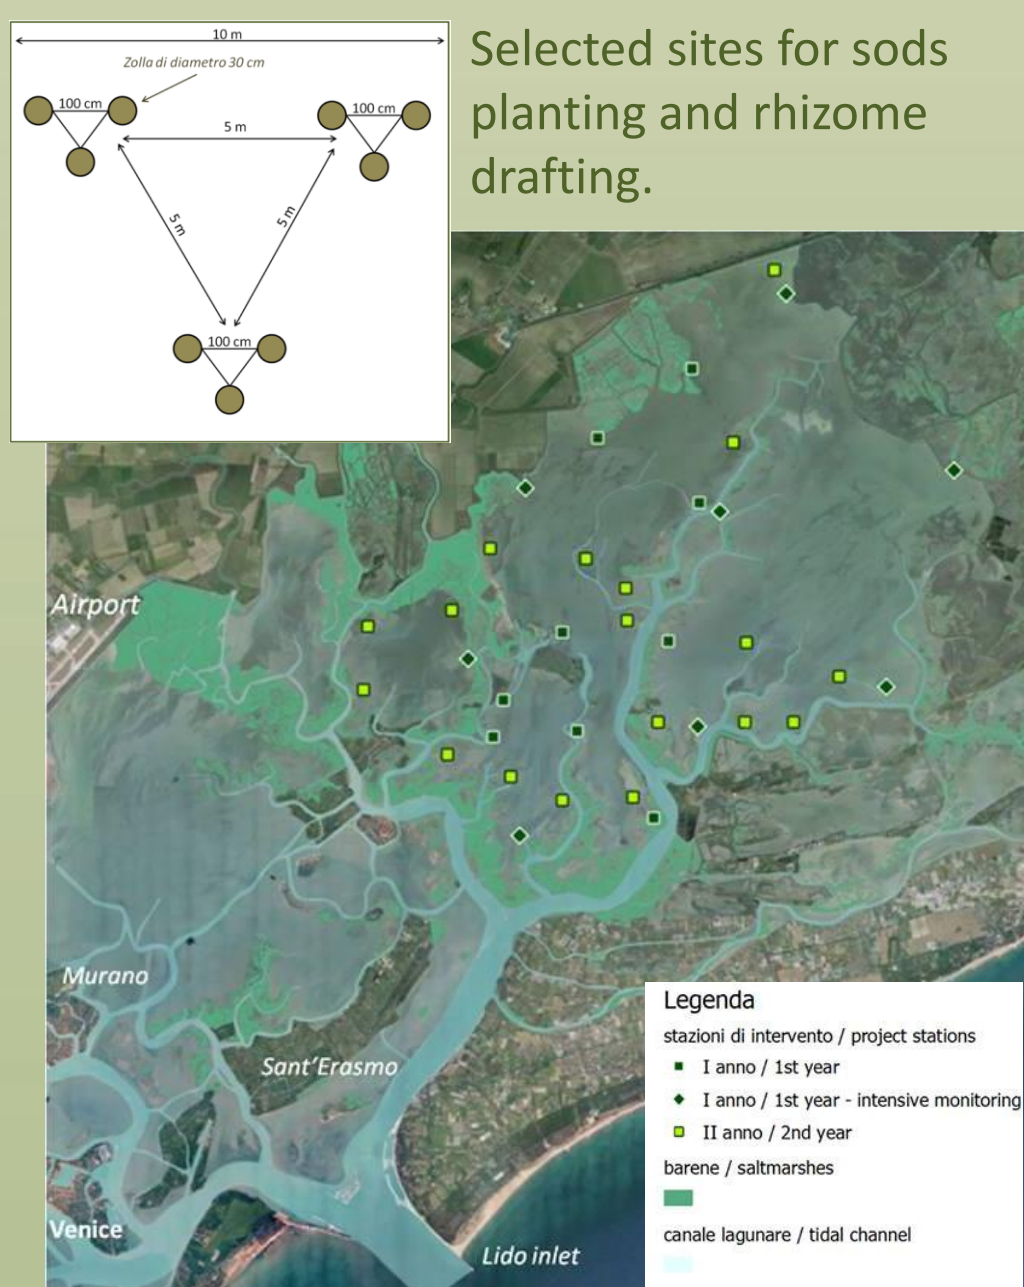 10 m
Zolla di diametro 30 cm
100 cm
100 cm
5 m
5 m
5 m
100 cm
Selected sites for sods
planting and rhizome
drafting.
Airport
Murano
Sant’Erasmo
Venice
Lido inlet
Legenda
stazioni di intervento / project stations
I anno / 1st year
I anno / 1st year - intensive monitoring
II anno / 2nd year
barene / saltmarshes
canale lagunare / tidal channel